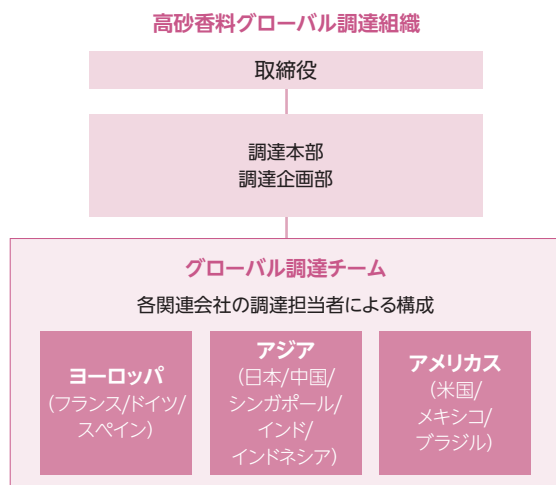 高砂香料グローバル調達組織
取締役
調達本部
調達企画部
グローバル調達チーム
各関連会社の調達担当者による構成
ヨーロッパ
(フランス/ドイツ/
スペイン)
アジア
(日本/中国/
シンガポール/
インド/
インドネシア)
アメリカス
(米国/
メキシコ/
ブラジル)